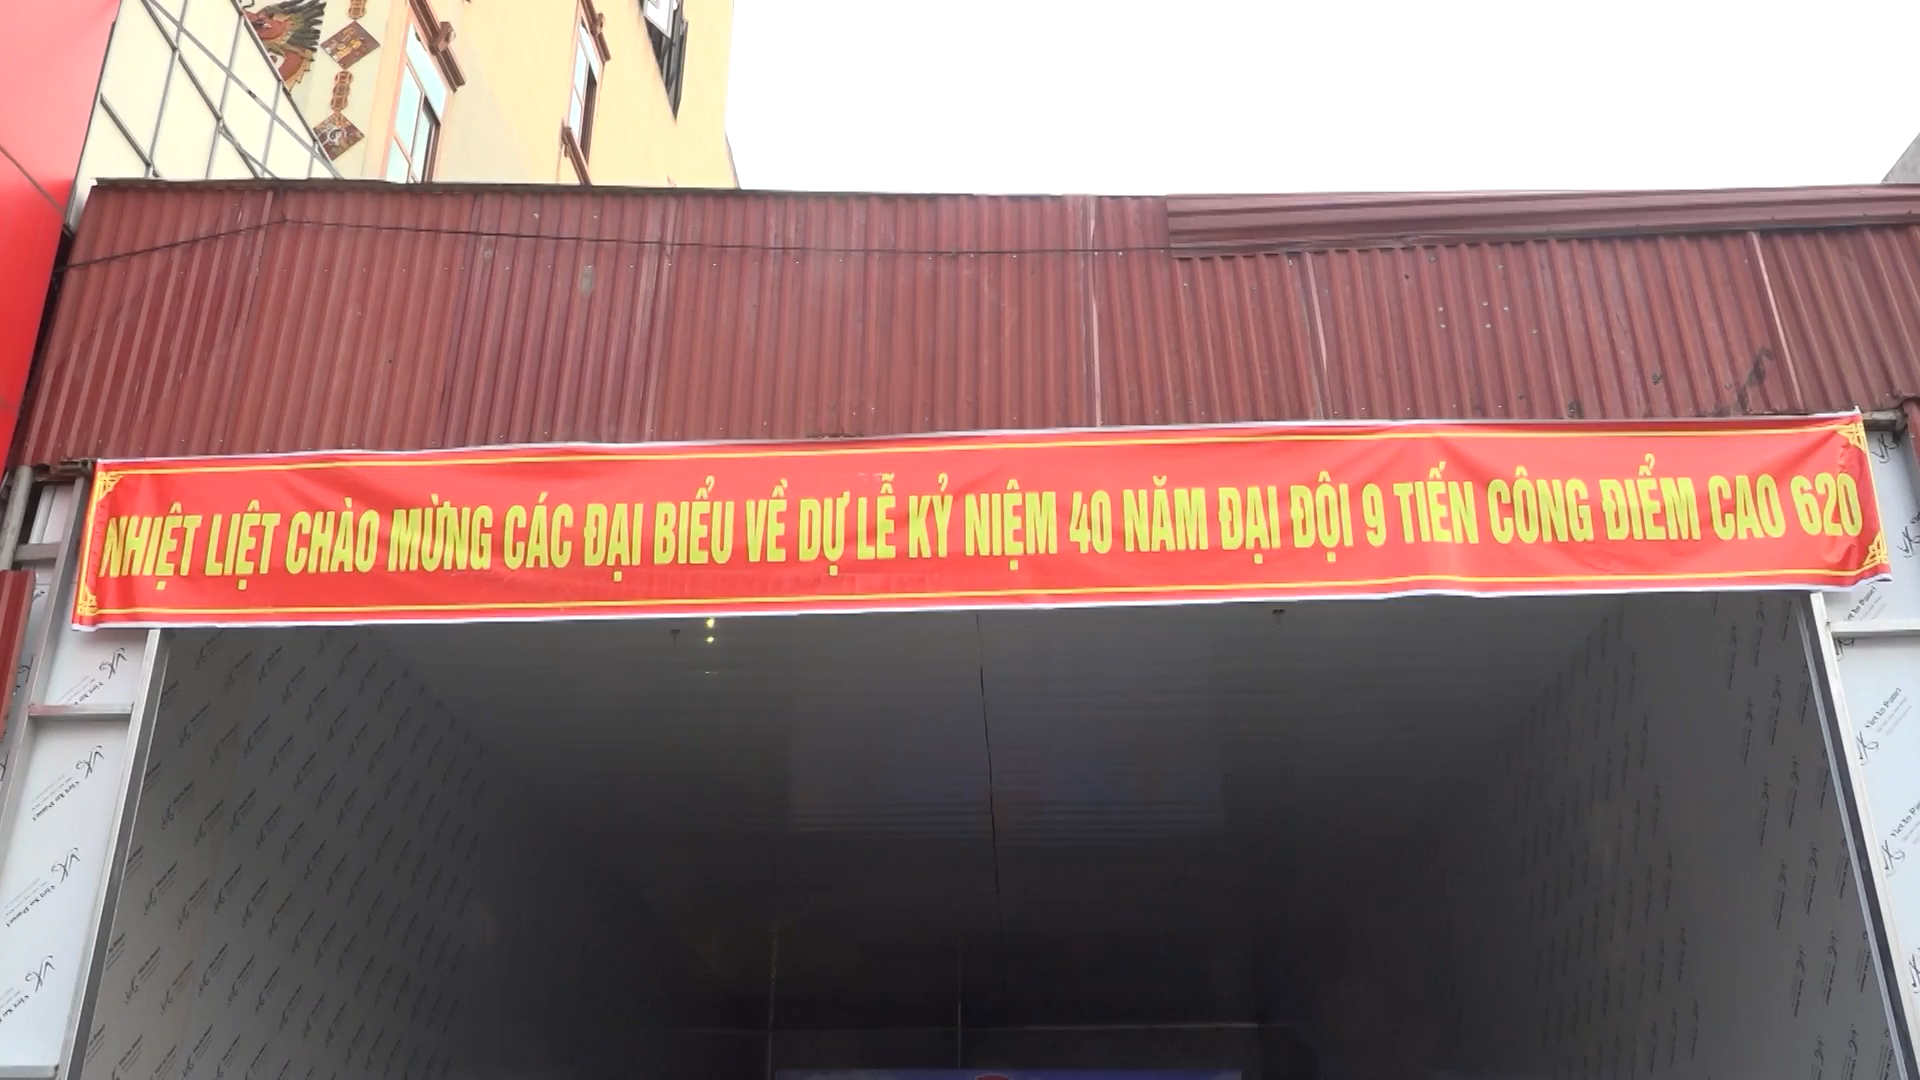 NHIỆT LIỆT CHÀO MỪNG CÁC ĐẠI BIỂU VỀ DỰ LỄ KỶ NIỆM 40 NĂM ĐẠI ĐỘI 9 TIẾN CÔNG ĐIỂM CAO 620